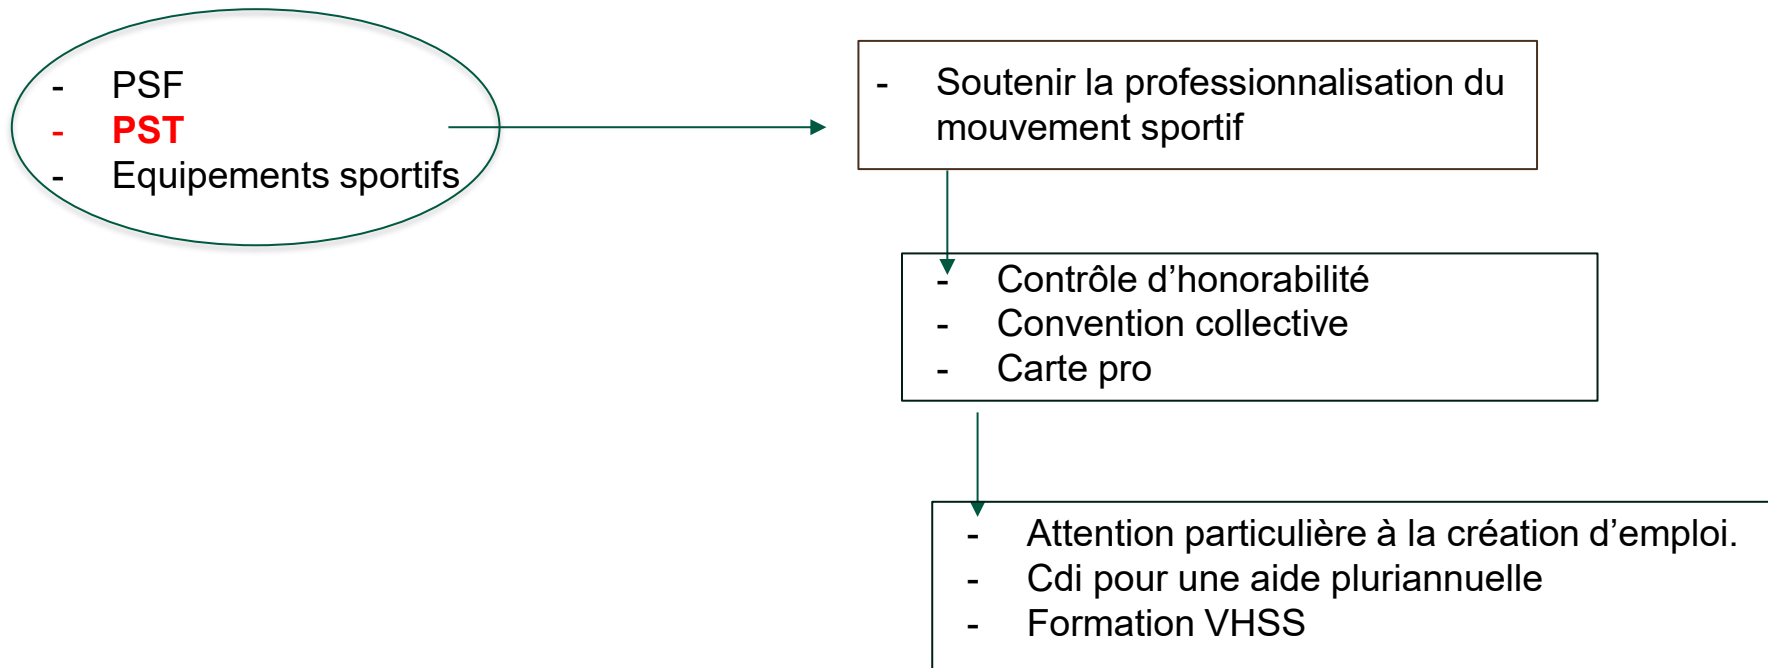 - PSF
- PST
- Equipements sportifs
- Soutenir la professionnalisation du
mouvement sportif
- Contrôle d’honorabilité
- Convention collective
- Carte pro
- Attention particulière à la création d’emploi.
- Cdi pour une aide pluriannuelle
- Formation VHSS